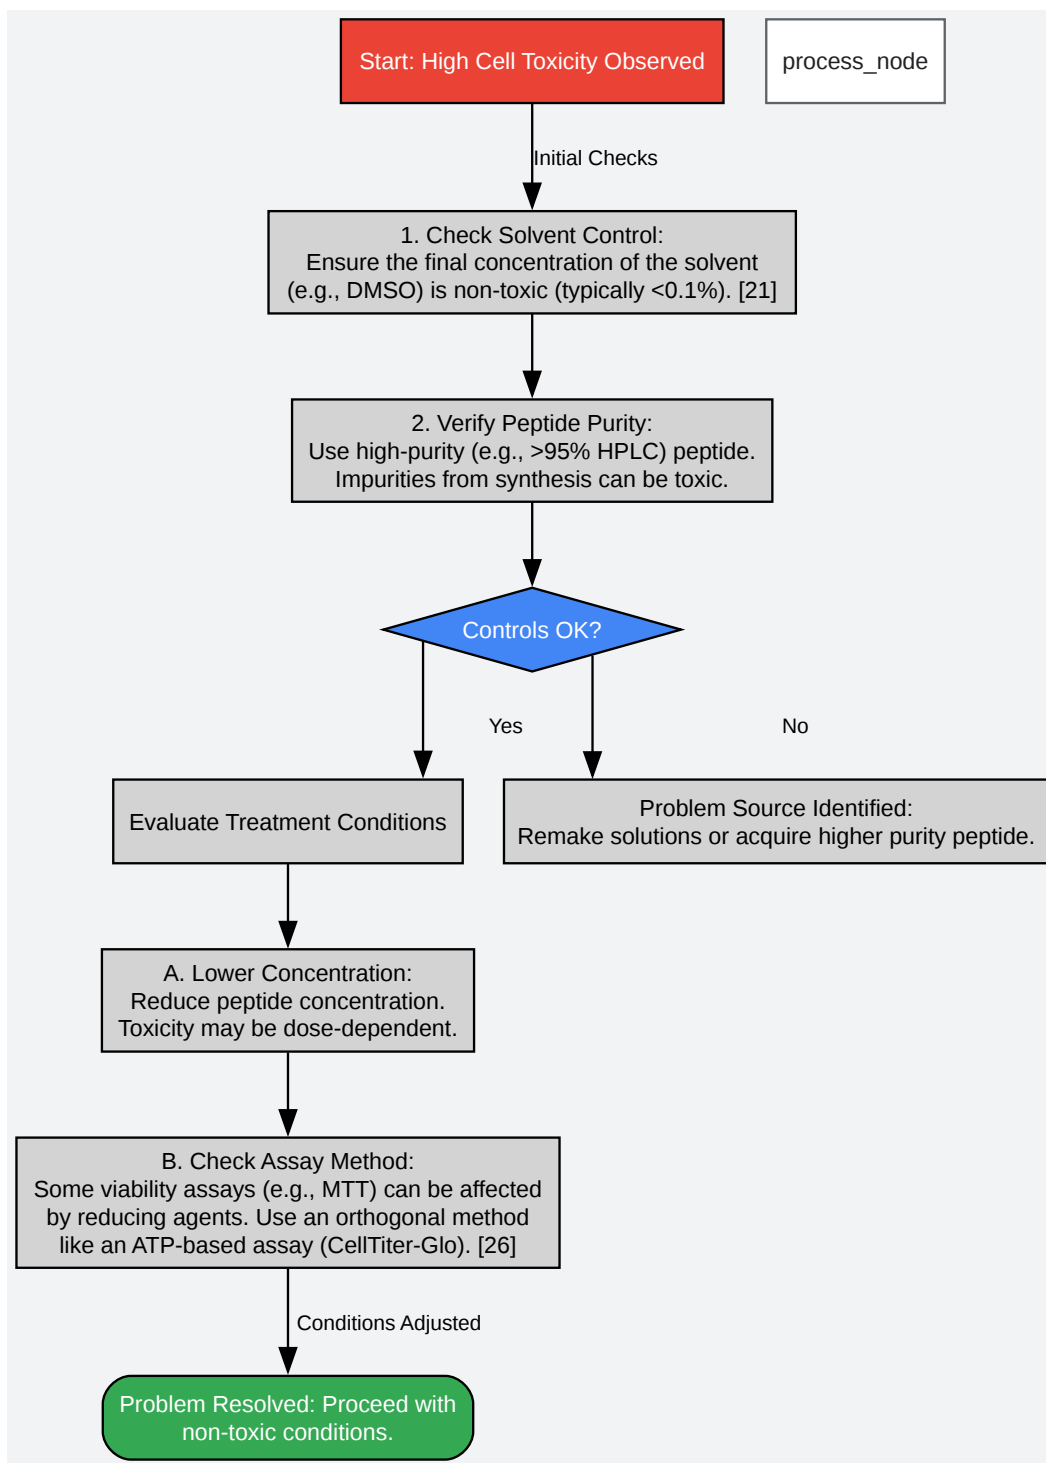 Start: High Cell Toxicity Observed
process_node
Initial Checks
1. Check Solvent Control:
Ensure the final concentration of the solvent
(e.g., DMSO) is non-toxic (typically <0.1%). [21]
2. Verify Peptide Purity:
Use high-purity (e.g., >95% HPLC) peptide.
Impurities from synthesis can be toxic.
Controls OK?
Yes
No
Evaluate Treatment Conditions
Problem Source Identified:
Remake solutions or acquire higher purity peptide.
A. Lower Concentration:
Reduce peptide concentration.
Toxicity may be dose-dependent.
B. Check Assay Method:
Some viability assays (e.g., MTT) can be affected
by reducing agents. Use an orthogonal method
like an ATP-based assay (CellTiter-Glo). [26]
Conditions Adjusted
Problem Resolved: Proceed with
non-toxic conditions.